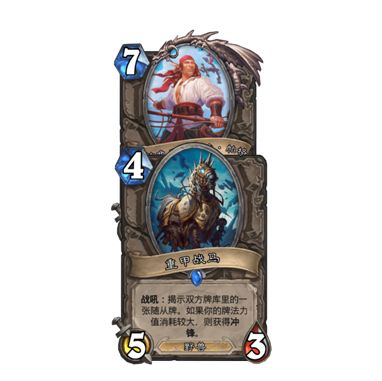 7
4
重甲战马
战吼：揭示双方牌库里的一
张随从牌。如果你的牌法力
值消耗较大，则获得冲
锋。
野兽
5 3